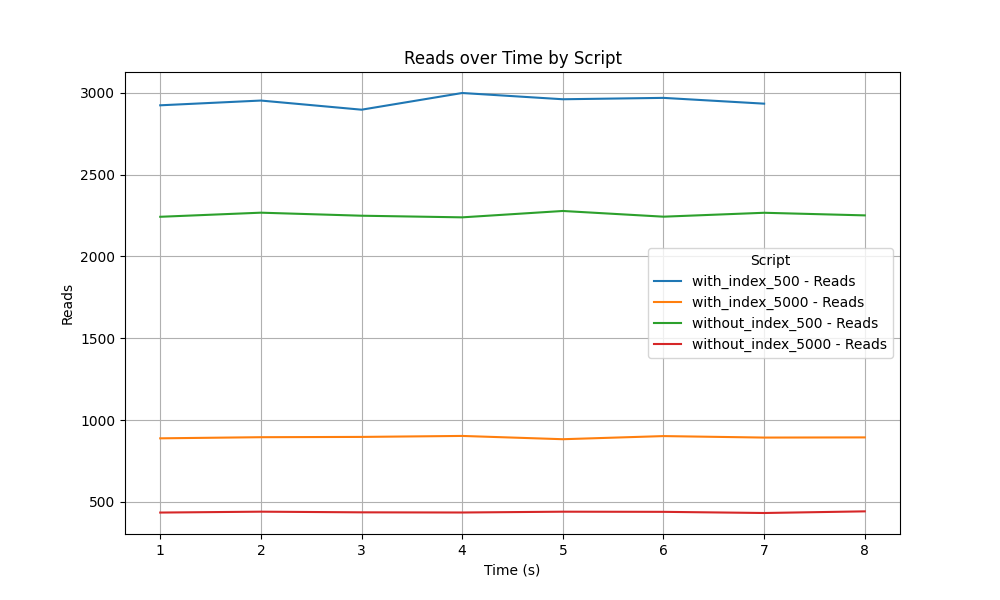 Reads over Time by Script
3000
2500
2000
1500
1000
500
Reads
Script
with_index_500 - Reads
with_index_5000 - Reads
without_index_500 - Reads
without_index_5000 - Reads
1 2 3 4 5 6 7 8
Time (s)